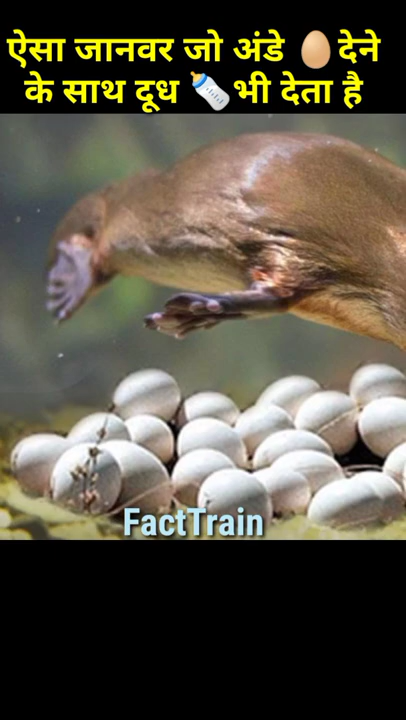 ऐसा जानवर जो अंडे 🥚देने
के साथ दूध 🍼भी देता है
FactTrain